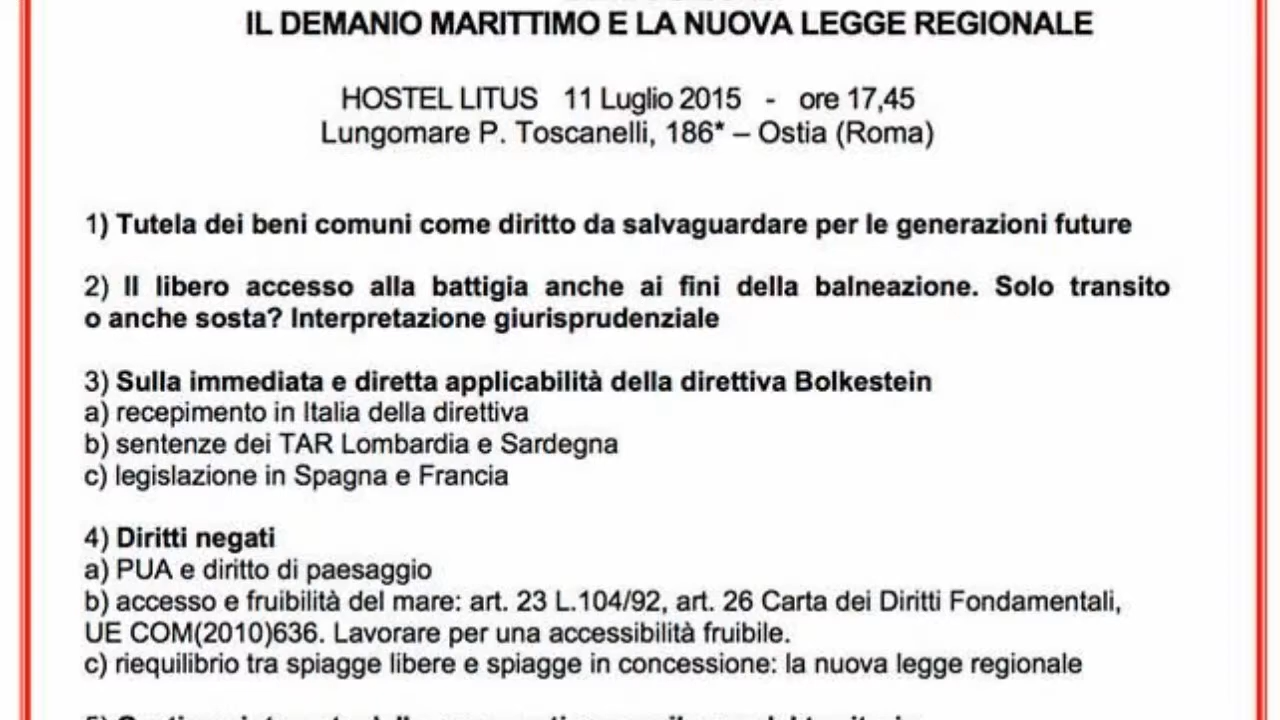 IL DEMANIO MARITTIMO E LA NUOVA LEGGE REGIONALE
HOSTEL LITUS 11 Luglio 2015 - ore 17,45
Lungomare P. Toscanelli, 186* – Ostia (Roma)
1) Tutela dei beni comuni come diritto da salvaguardare per le generazioni future
2) Il libero accesso alla battigia anche ai fini della balneazione. Solo transito
o anche sosta? Interpretazione giurisprudenziale
3) Sulla immediata e diretta applicabilità della direttiva Bolkestein
a) recepimento in Italia della direttiva
b) sentenze dei TAR Lombardia e Sardegna
c) legislazione in Spagna e Francia
4) Diritti negati
a) PUA e diritto di paesaggio
b) accesso e fruibilità del mare: art. 23 L.104/92, art. 26 Carta dei Diritti Fondamentali,
UE COM(2010)636. Lavorare per una accessibilità fruibile.
c) riequilibrio tra spiagge libere e spiagge in concessione: la nuova legge regionale